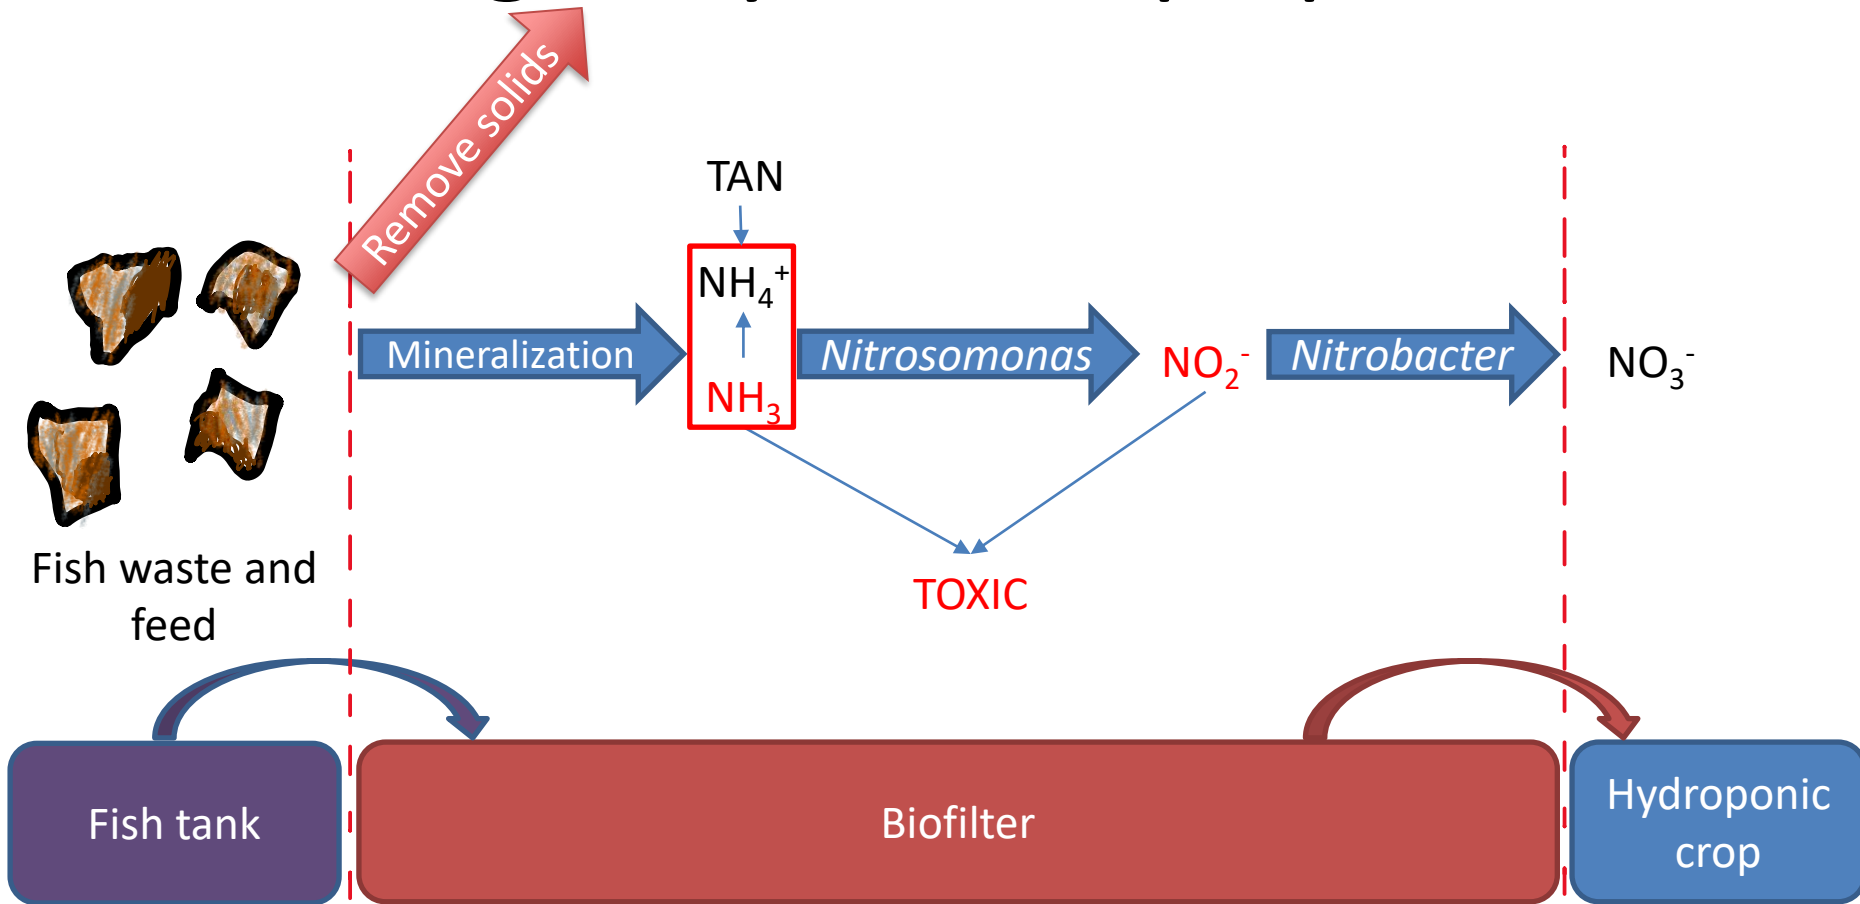 Remove solids
TAN
NH₄⁺
NH₃
Mineralization
Nitrosomonas
NO₂⁻
Nitrobacter
NO₃⁻
TOXIC
Fish waste and
feed
Fish tank
Biofilter
Hydroponic
crop